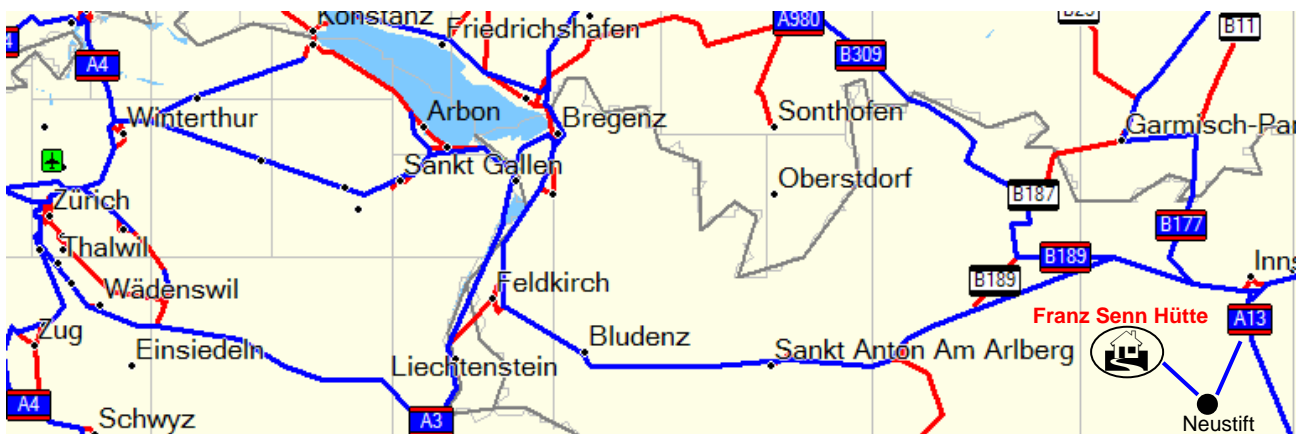 Konstanz
Friedrichshafen
A980
B11
B309
A4
Winterthur
Arbon
Bregenz
Sonthofen
Garmisch-Par
Sankt Gallen
Oberstdorf
B187
Zürich
B177
Thalwil
B189
Inns
Wädenswil
Feldkirch
B189
Franz Senn Hütte
A13
Zug
Einsiedeln
Bludenz
Sankt Anton Am Arlberg
Liechtenstein
A4
A3
Schwyz
Neustift